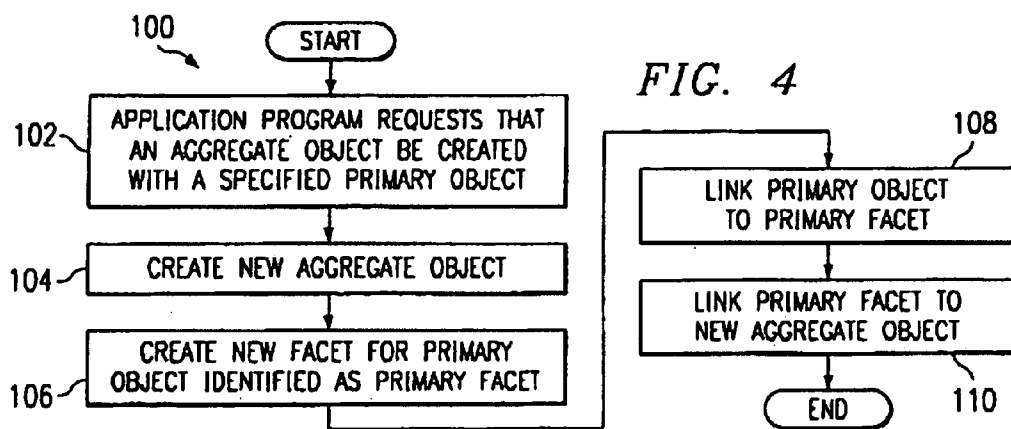 100
START
FIG. 4
102
APPLICATION PROGRAM REQUESTS THAT
AN AGGREGATE OBJECT BE CREATED
WITH A SPECIFIED PRIMARY OBJECT
104
CREATE NEW AGGREGATE OBJECT
106
CREATE NEW FACET FOR PRIMARY
OBJECT IDENTIFIED AS PRIMARY FACET
108
LINK PRIMARY OBJECT
TO PRIMARY FACET
LINK PRIMARY FACET TO
NEW AGGREGATE OBJECT
110
END